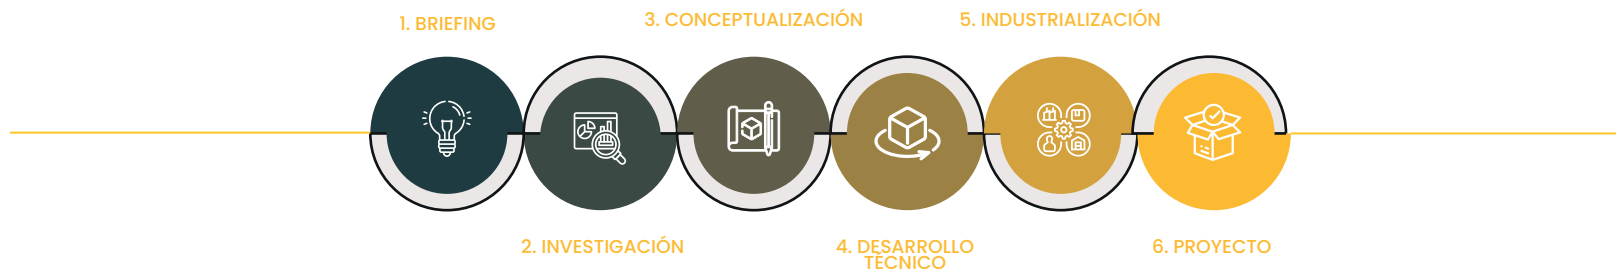 1. BRIEFING
2. INVESTIGACIÓN
3. CONCEPTUALIZACIÓN
4. DESARROLLO
TÉCNICO
5. INDUSTRIALIZACIÓN
6. PROYECTO